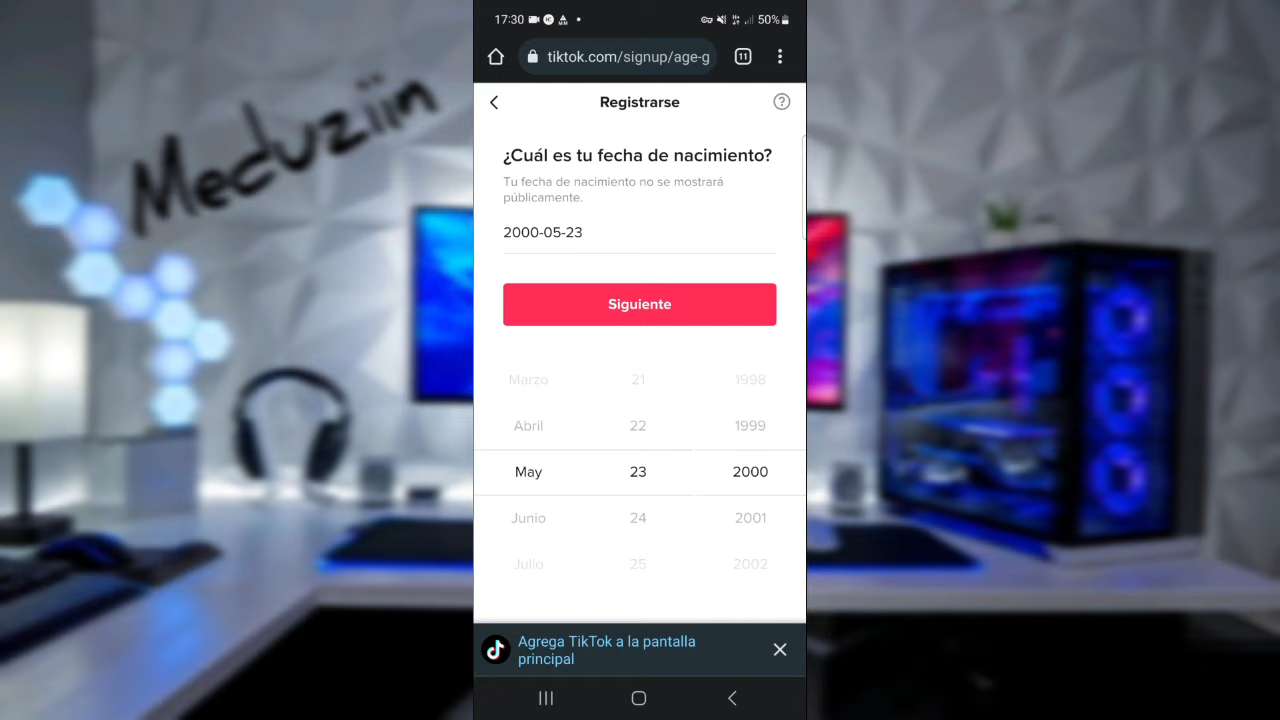 Meduziin
17:30 50%
tiktok.com/signup/age-g 11
Registrarse
¿Cuál es tu fecha de nacimiento?
Tu fecha de nacimiento no se mostrará
públicamente.
2000-05-23
Siguiente
Marzo 21 1998
Abril 22 1999
May 23 2000
Junio 24 2001
Julio 25 2002
Agrega TikTok a la pantalla
principal